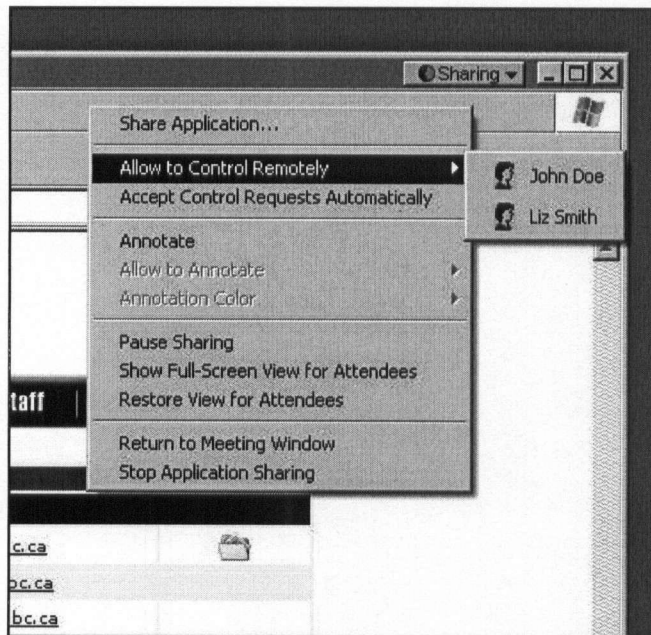 Sharing
Share Application...
Allow to Control Remotely
John Doe
Accept Control Requests Automatically
Liz Smith
Annotate
Allow to Annotate
Annotation Color
Pause Sharing
Show Full-Screen View for Attendees
taff
Restore View for Attendees
Return to Meeting Window
Stop Application Sharing
c.ca
bc.ca
bc.ca